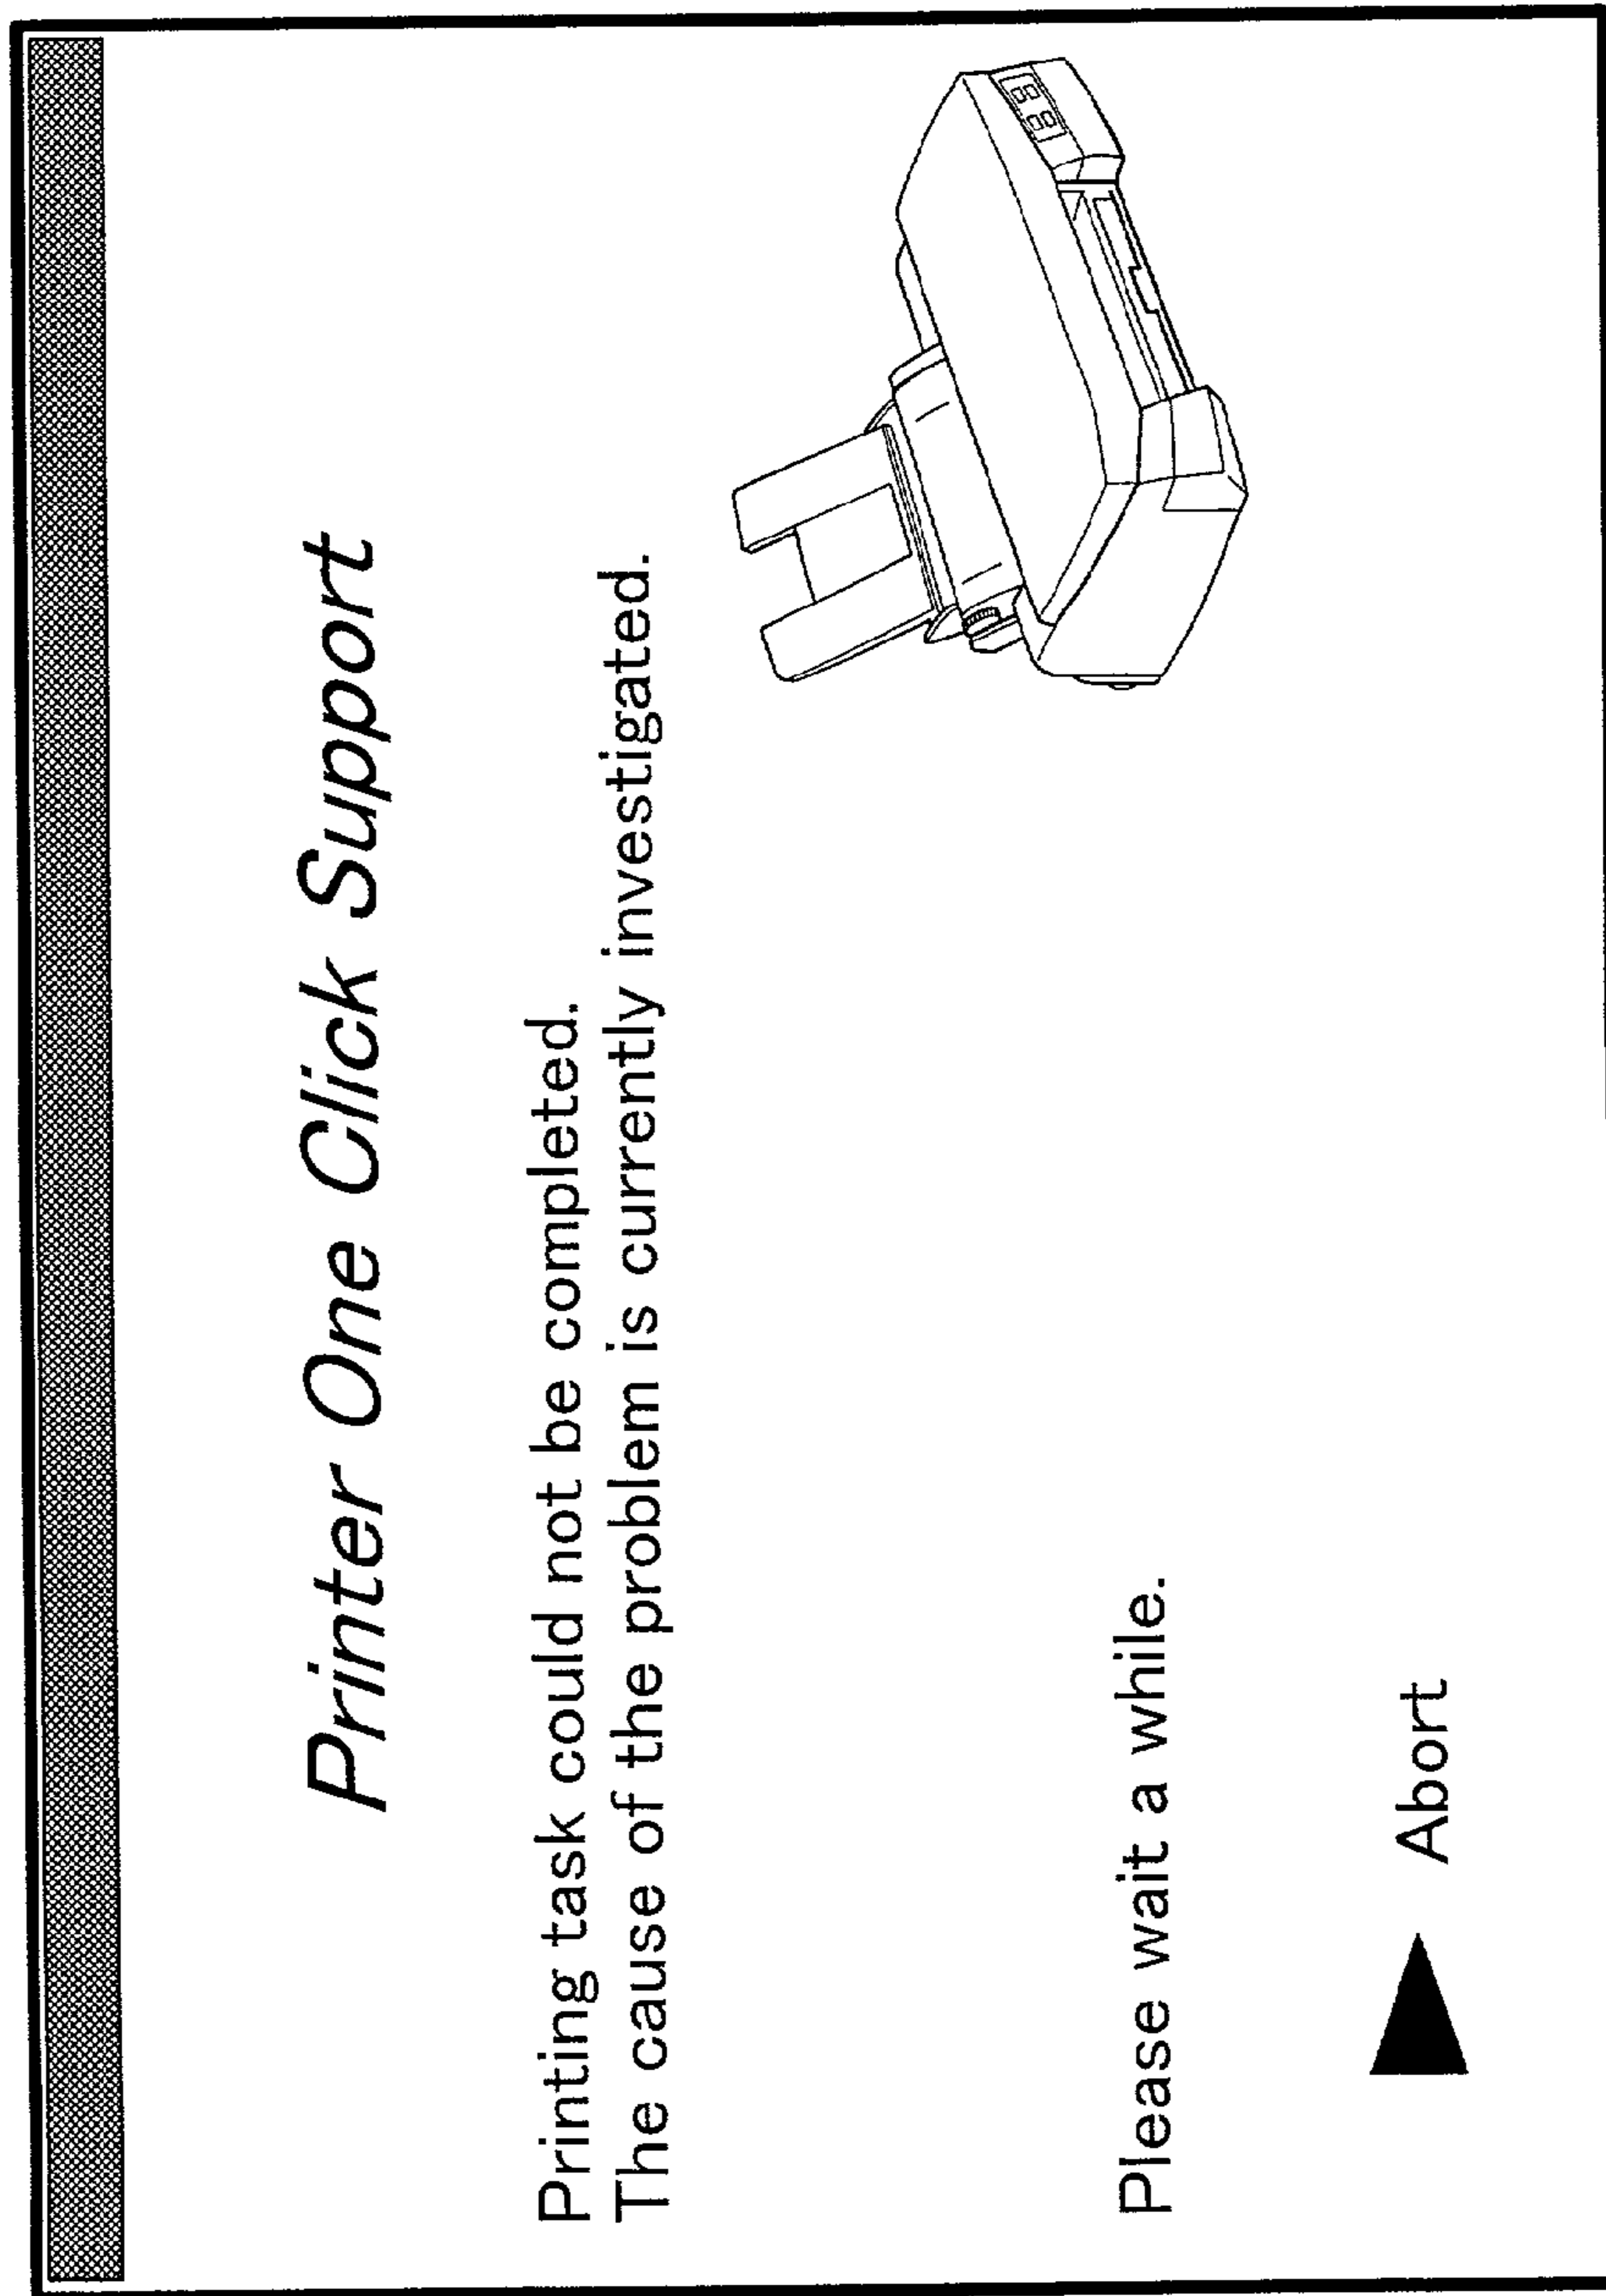 Printer One Click Support
Printing task could not be completed.
The cause of the problem is currently investigated.
Please wait a while.
Abort